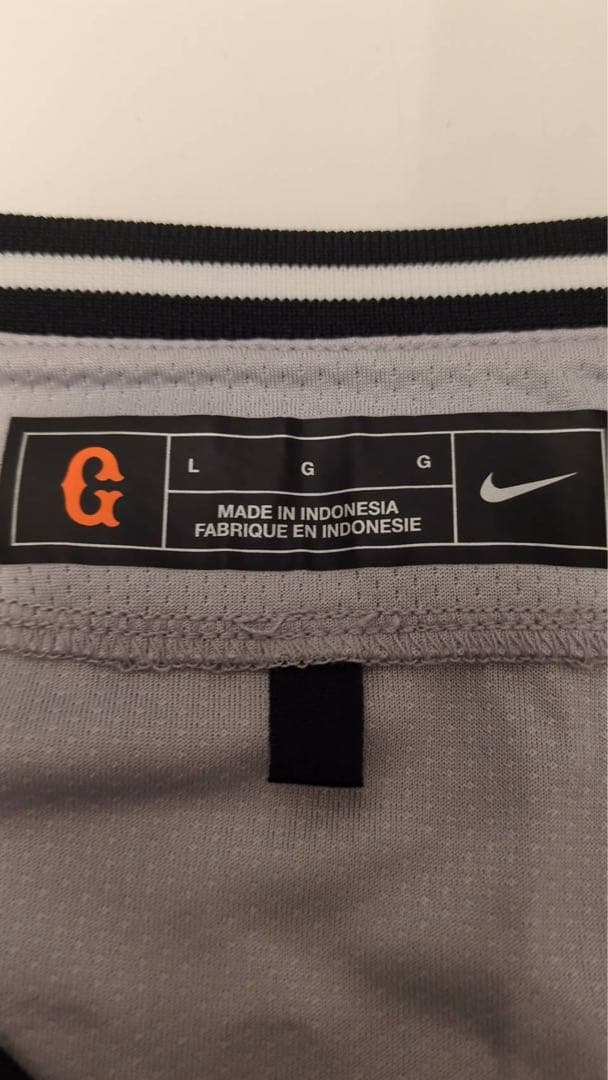 G
L G G
MADE IN INDONESIA
FABRIQUE EN INDONESIE